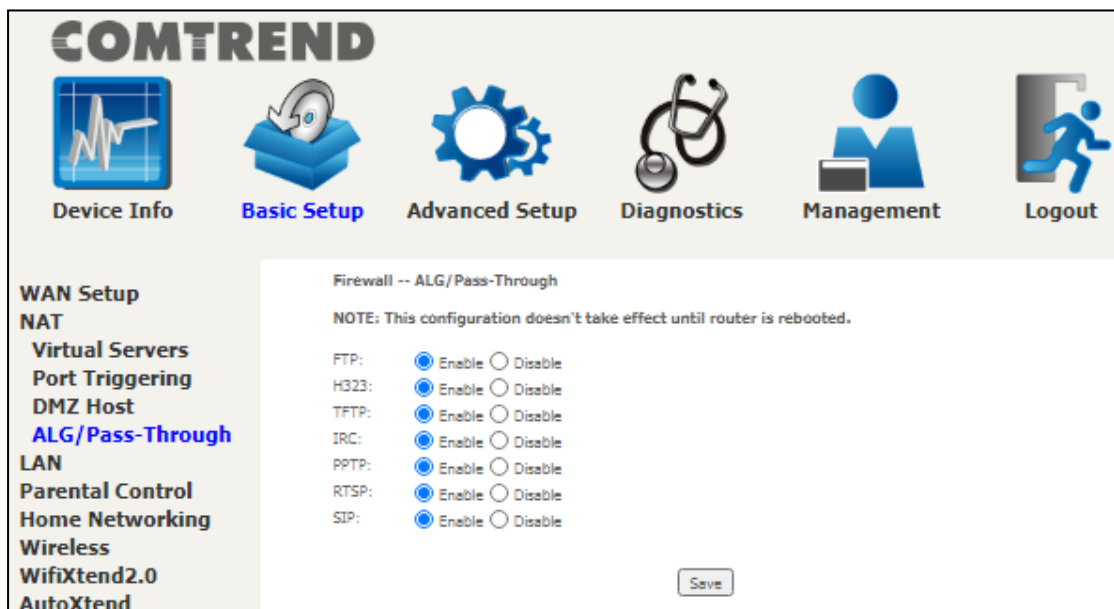 COMTREND
Device Info
Basic Setup
Advanced Setup
Diagnostics
Management
Logout
WAN Setup
NAT
Virtual Servers
Port Triggering
DMZ Host
ALG/Pass-Through
LAN
Parental Control
Home Networking
Wireless
WifiXtend2.0
AutoXtend
Firewall -- ALG/Pass-Through
NOTE: This configuration doesn't take effect until router is rebooted.
FTP: Enable Disable
H323: Enable Disable
TFTP: Enable Disable
IRC: Enable Disable
PPTP: Enable Disable
RTSP: Enable Disable
SIP: Enable Disable
Save